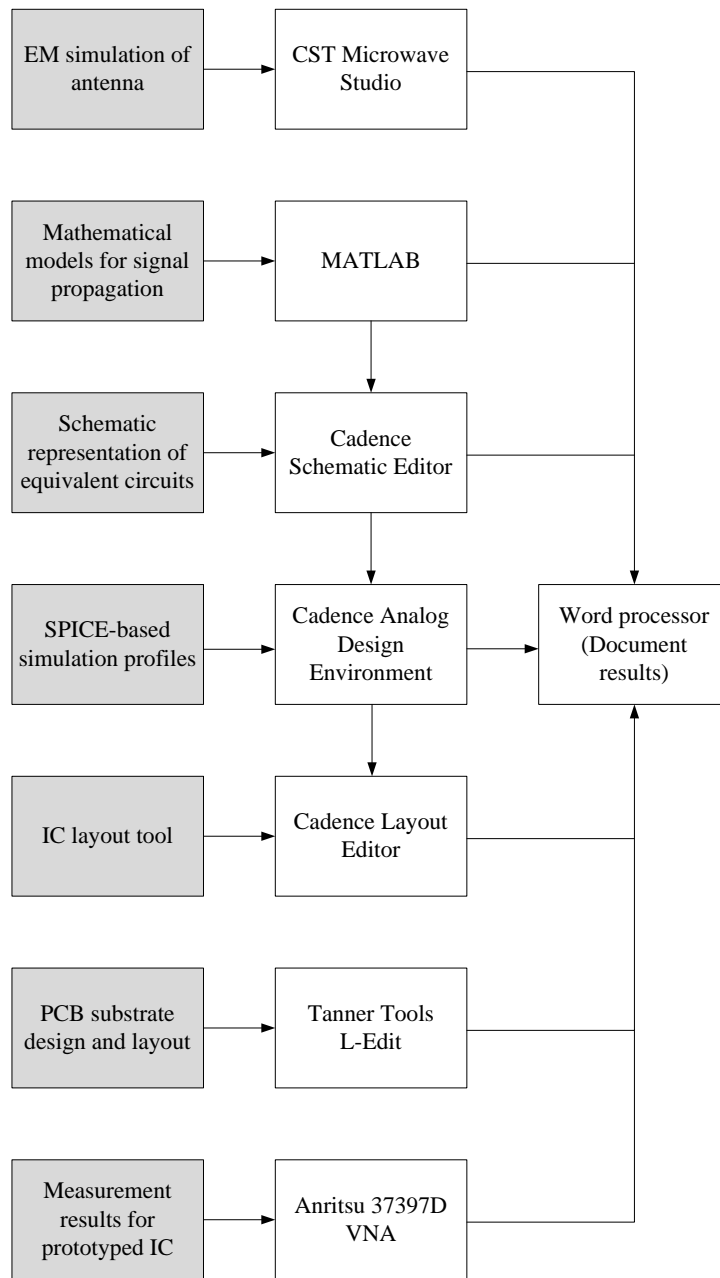 EM simulation of
antenna
CST Microwave
Studio
Mathematical
models for signal
propagation
MATLAB
Schematic
representation of
equivalent circuits
Cadence
Schematic Editor
SPICE-based
simulation profiles
Cadence Analog
Design
Environment
Word processor
(Document
results)
IC layout tool
Cadence Layout
Editor
PCB substrate
design and layout
Tanner Tools
L-Edit
Measurement
results for
prototyped IC
Anritsu 37397D
VNA